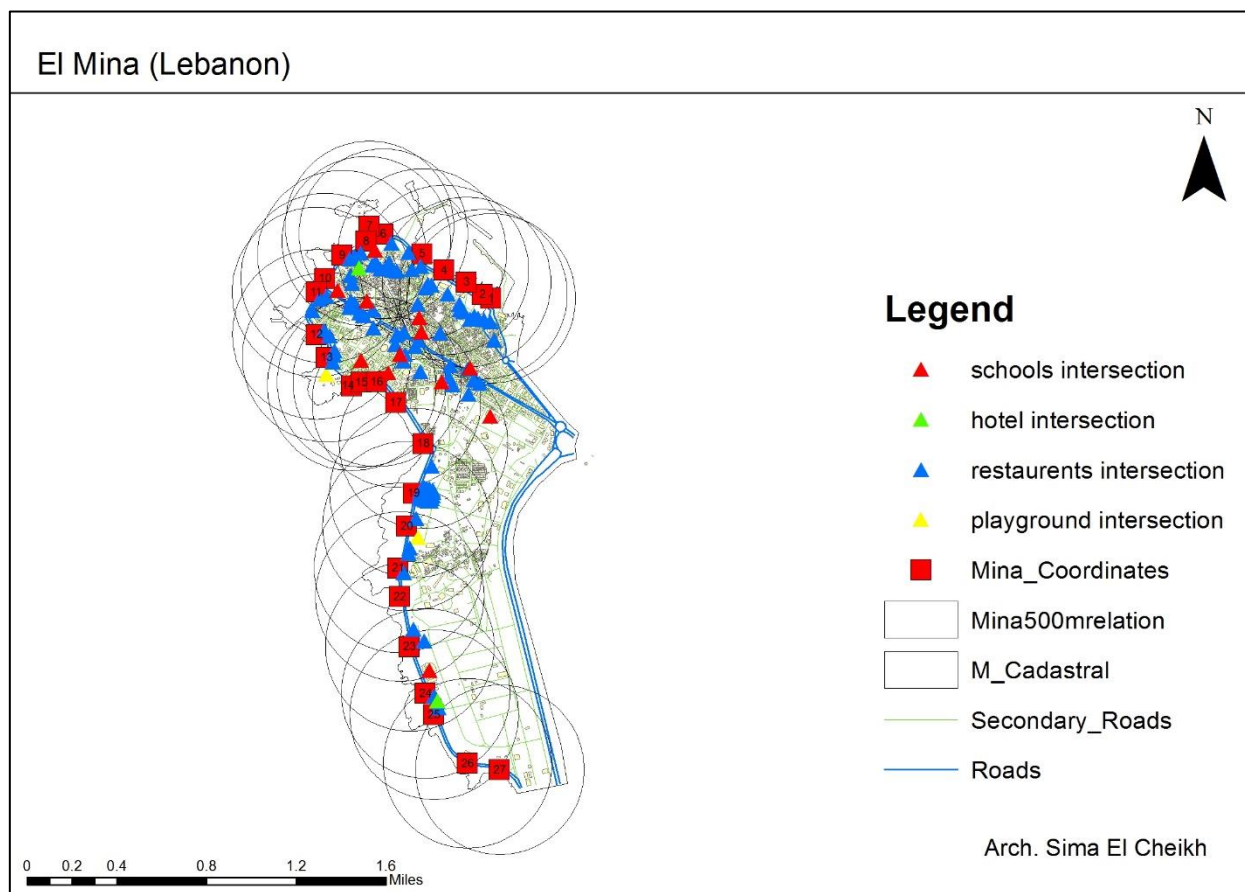 El Mina (Lebanon)
N
7
6
8
9
5
4
10
3
11
2
1
12
13
14
15
16
17
18
19
20
21
22
23
24
25
26
27
Legend
schools intersection
hotel intersection
restaurents intersection
playground intersection
Mina_Coordinates
Mina500mrelation
M_Cadastral
Secondary_Roads
Roads
Arch. Sima El Cheikh
0 0.2 0.4 0.8 1.2 1.6
Miles